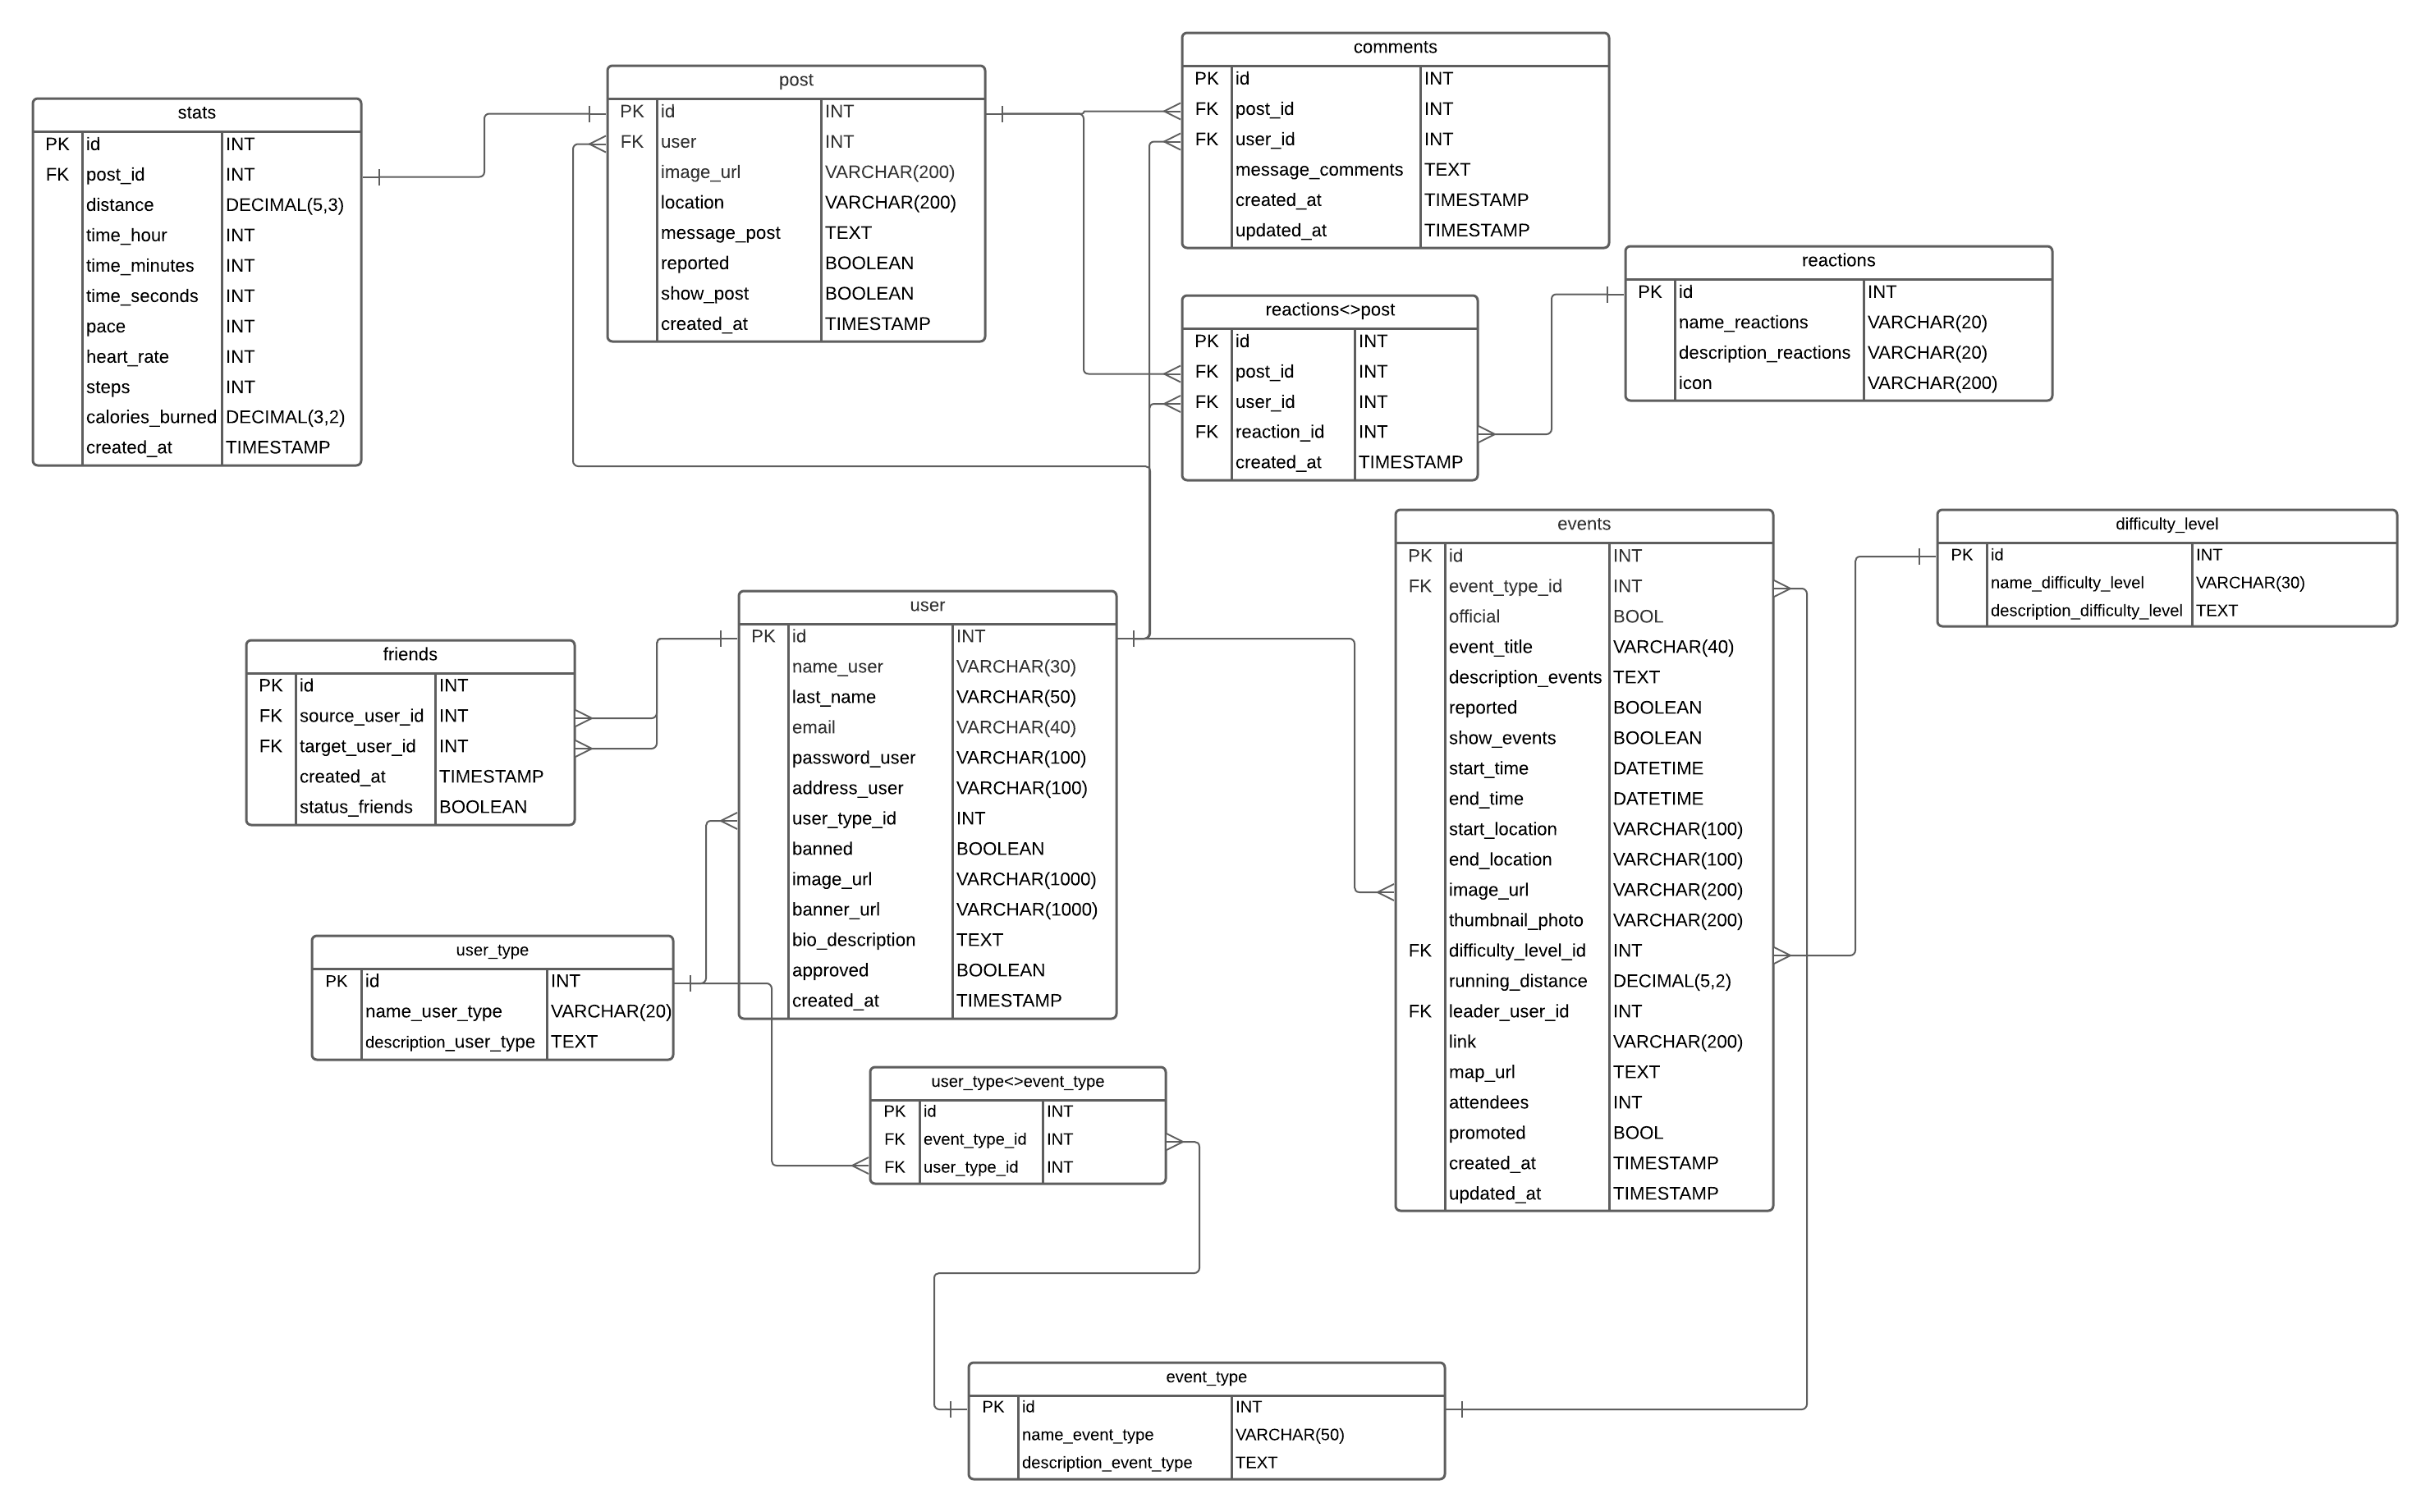 stats
PK id INT
FK post_id INT
distance DECIMAL(5,3)
time_hour INT
time_minutes INT
time_seconds INT
pace INT
heart_rate INT
steps INT
calories_burned DECIMAL(3,2)
created_at TIMESTAMP
post
PK id INT
FK user INT
image_url VARCHAR(200)
location VARCHAR(200)
message_post TEXT
reported BOOLEAN
show_post BOOLEAN
created_at TIMESTAMP
comments
PK id INT
FK post_id INT
FK user_id INT
message_comments TEXT
created_at TIMESTAMP
updated_at TIMESTAMP
reactions<>post
PK id INT
FK post_id INT
FK user_id INT
FK reaction_id INT
created_at TIMESTAMP
reactions
PK id INT
name_reactions VARCHAR(20)
description_reactions VARCHAR(20)
icon VARCHAR(200)
friends
PK id INT
FK source_user_id INT
FK target_user_id INT
created_at TIMESTAMP
status_friends BOOLEAN
user
PK id INT
name_user VARCHAR(30)
last_name VARCHAR(50)
email VARCHAR(40)
password_user VARCHAR(100)
address_user VARCHAR(100)
user_type_id INT
banned BOOLEAN
image_url VARCHAR(1000)
banner_url VARCHAR(1000)
bio_description TEXT
approved BOOLEAN
created_at TIMESTAMP
events
PK id INT
FK event_type_id INT
official BOOL
event_title VARCHAR(40)
description_events TEXT
reported BOOLEAN
show_events BOOLEAN
start_time DATETIME
end_time DATETIME
start_location VARCHAR(100)
end_location VARCHAR(100)
image_url VARCHAR(200)
thumbnail_photo VARCHAR(200)
FK difficulty_level_id INT
running_distance DECIMAL(5,2)
FK leader_user_id INT
link VARCHAR(200)
map_url TEXT
attendees INT
promoted BOOL
created_at TIMESTAMP
updated_at TIMESTAMP
difficulty_level
PK id INT
name_difficulty_level VARCHAR(30)
description_difficulty_level TEXT
user_type
PK id INT
name_user_type VARCHAR(20)
description_user_type TEXT
user_type<>event_type
PK id INT
FK event_type_id INT
FK user_type_id INT
event_type
PK id INT
name_event_type VARCHAR(50)
description_event_type TEXT